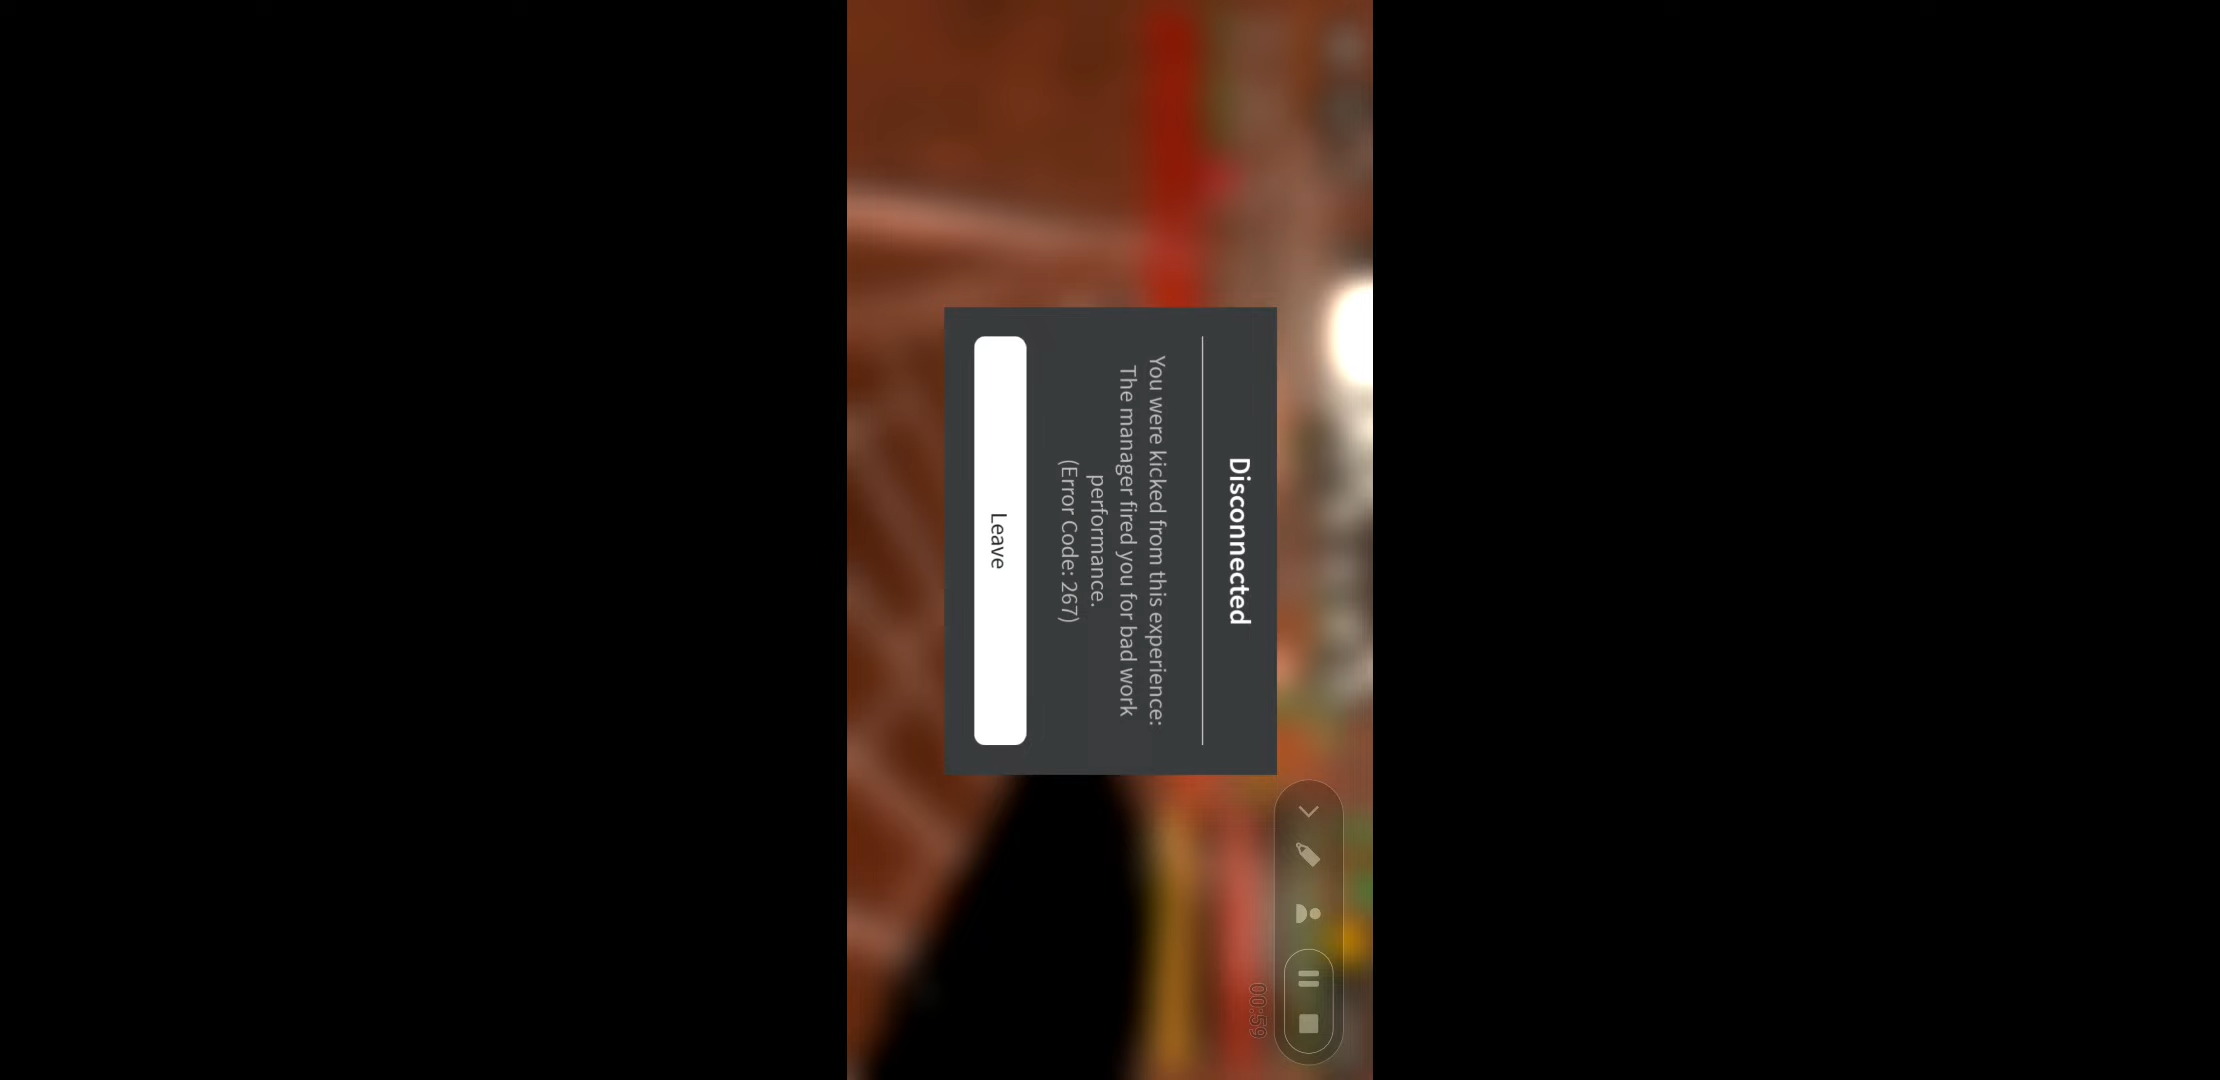 Disconnected
You were kicked from this experience:
The manager fired you for bad work
performance.
(Error Code: 267)
Leave
00:59